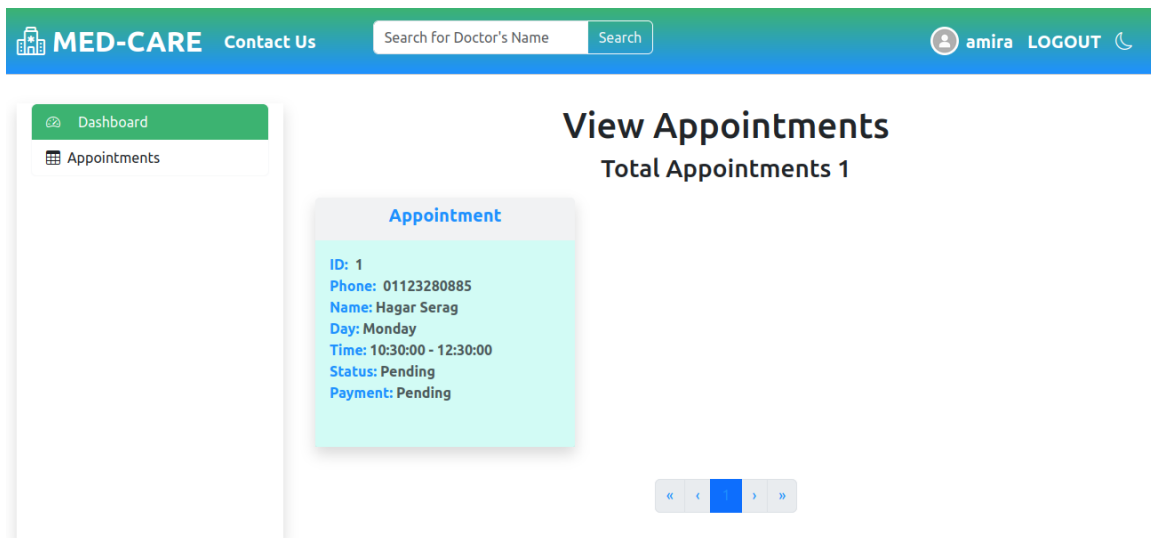 MED-CARE Contact Us Search for Doctor's Name Search amira LOGOUT
Dashboard
Appointments
View Appointments
Total Appointments 1
Appointment
ID: 1
Phone: 01123280885
Name: Hagar Serag
Day: Monday
Time: 10:30:00 - 12:30:00
Status: Pending
Payment: Pending
« ‹ 1 › »